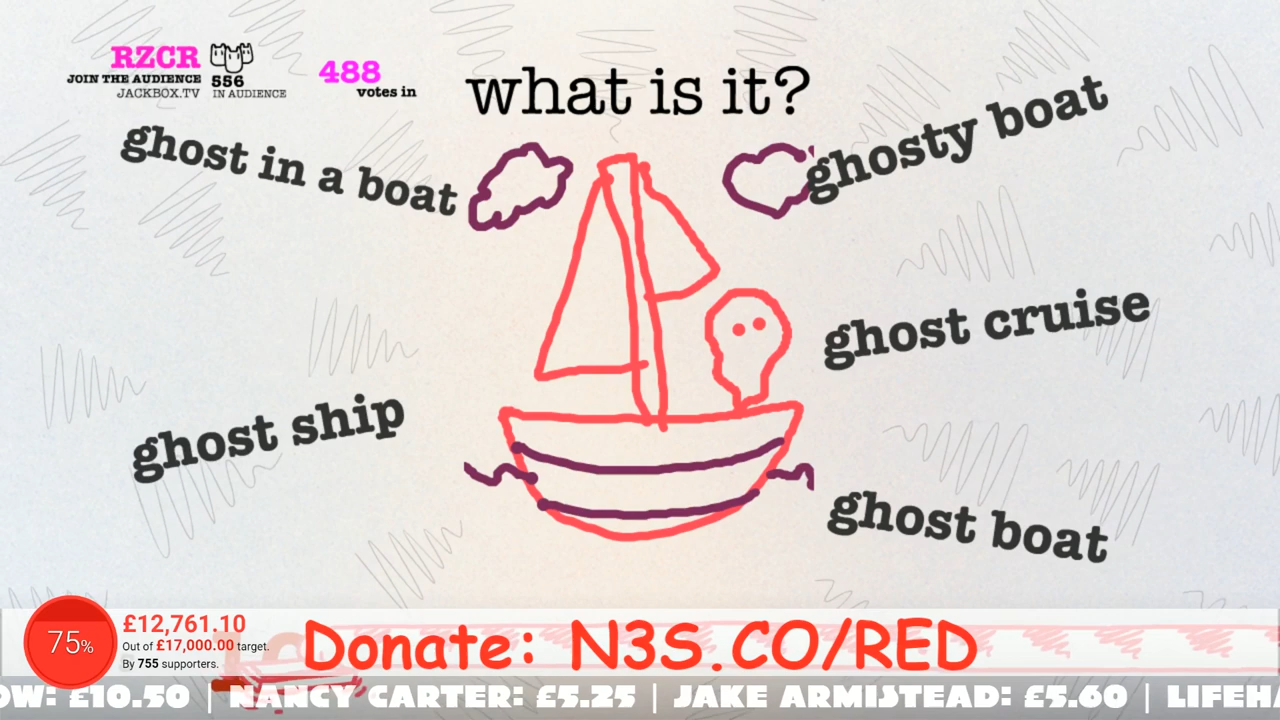 RZCR
JOIN THE AUDIENCE
JACKBOX.TV
556
IN AUDIENCE
488
votes in
what is it?
ghost in a boat
ghosty boat
ghost cruise
ghost ship
ghost boat
75%
£12,761.10
Out of £17,000.00 target.
By 755 supporters.
Donate: N3S.CO/RED
OW: £10.50 | NANCY CARTER: £5.25 | JAKE ARMISTEAD: £5.60 | LIFEH